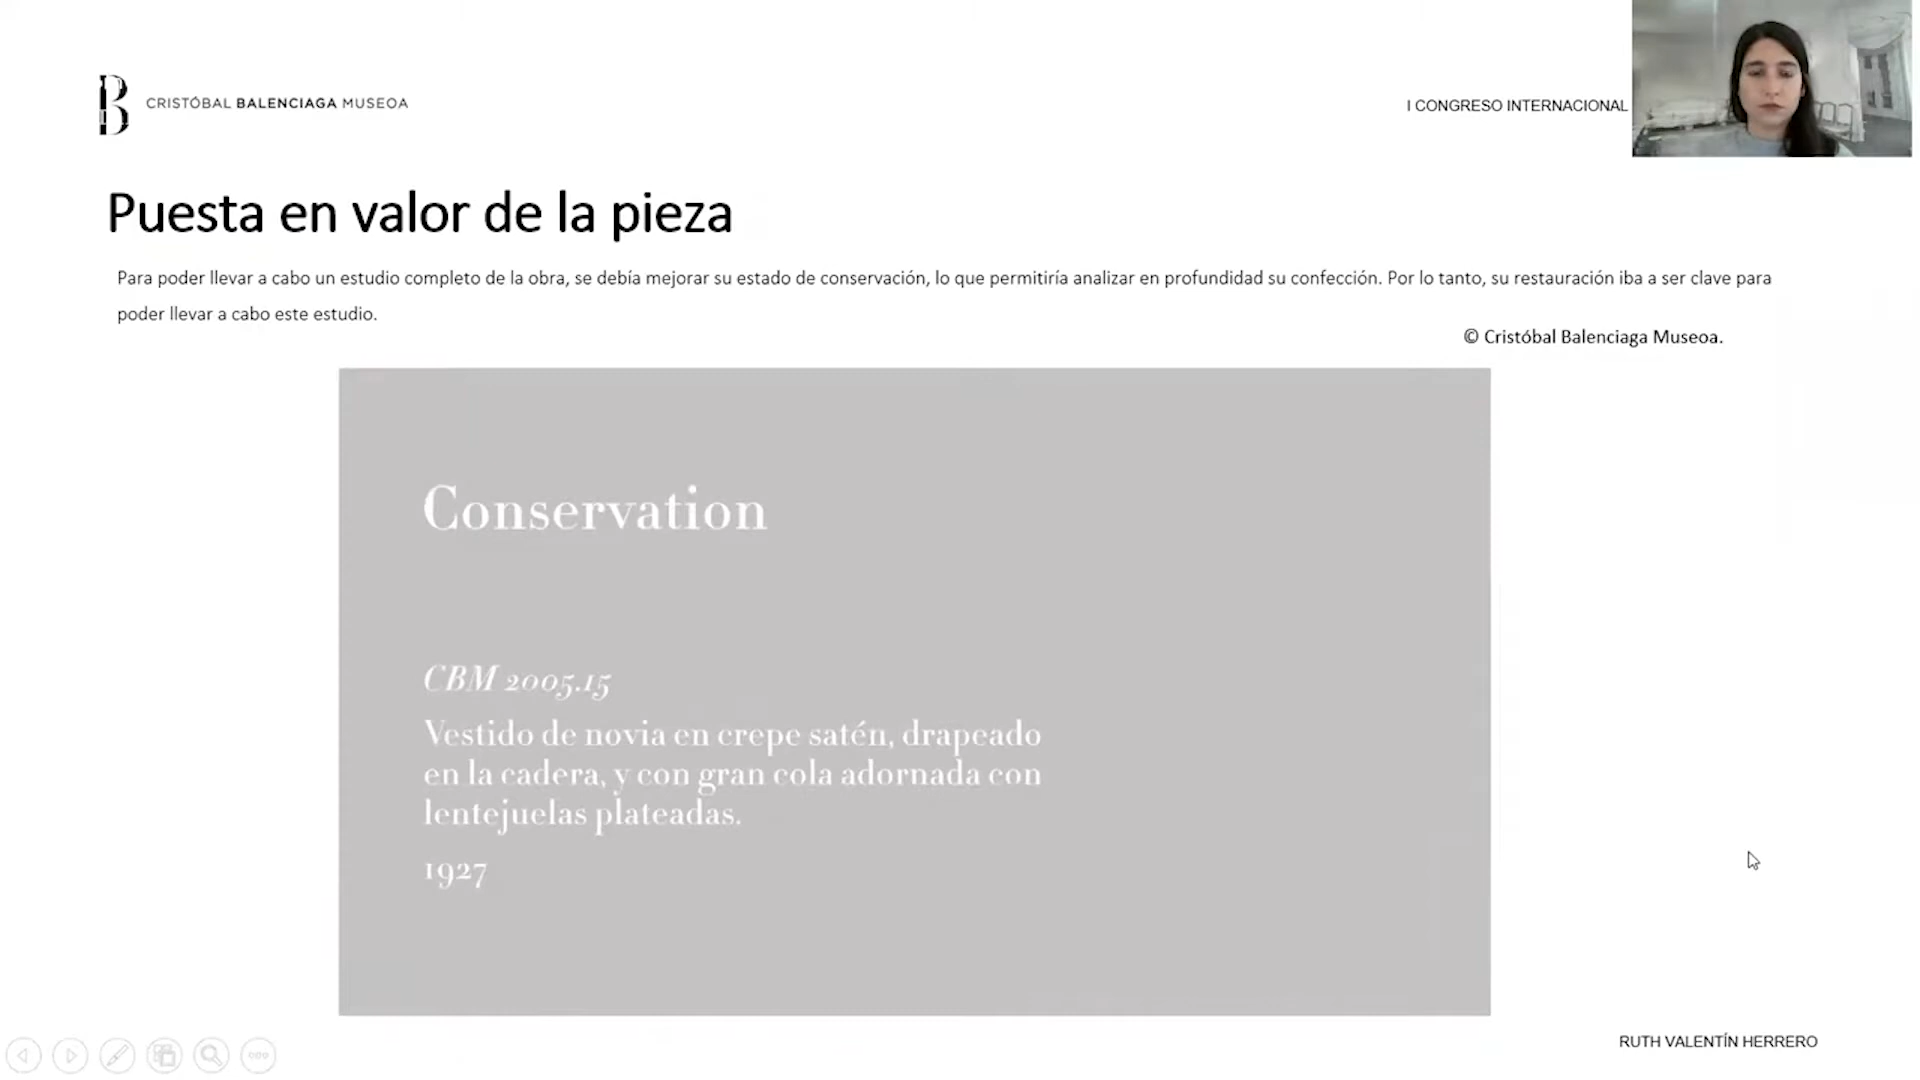 CRISTÓBAL BALENCIAGA MUSEOA
I CONGRESO INTERNACIONAL
Puesta en valor de la pieza
Para poder llevar a cabo un estudio completo de la obra, se debía mejorar su estado de conservación, lo que permitiría analizar en profundidad su confección. Por lo tanto, su restauración iba a ser clave para
poder llevar a cabo este estudio.
© Cristóbal Balenciaga Museoa.
Conservation
CBM 2005.15
Vestido de novia en crepe satén, drapeado
en la cadera, y con gran cola adornada con
lentejuelas plateadas.
1927
RUTH VALENTÍN HERRERO